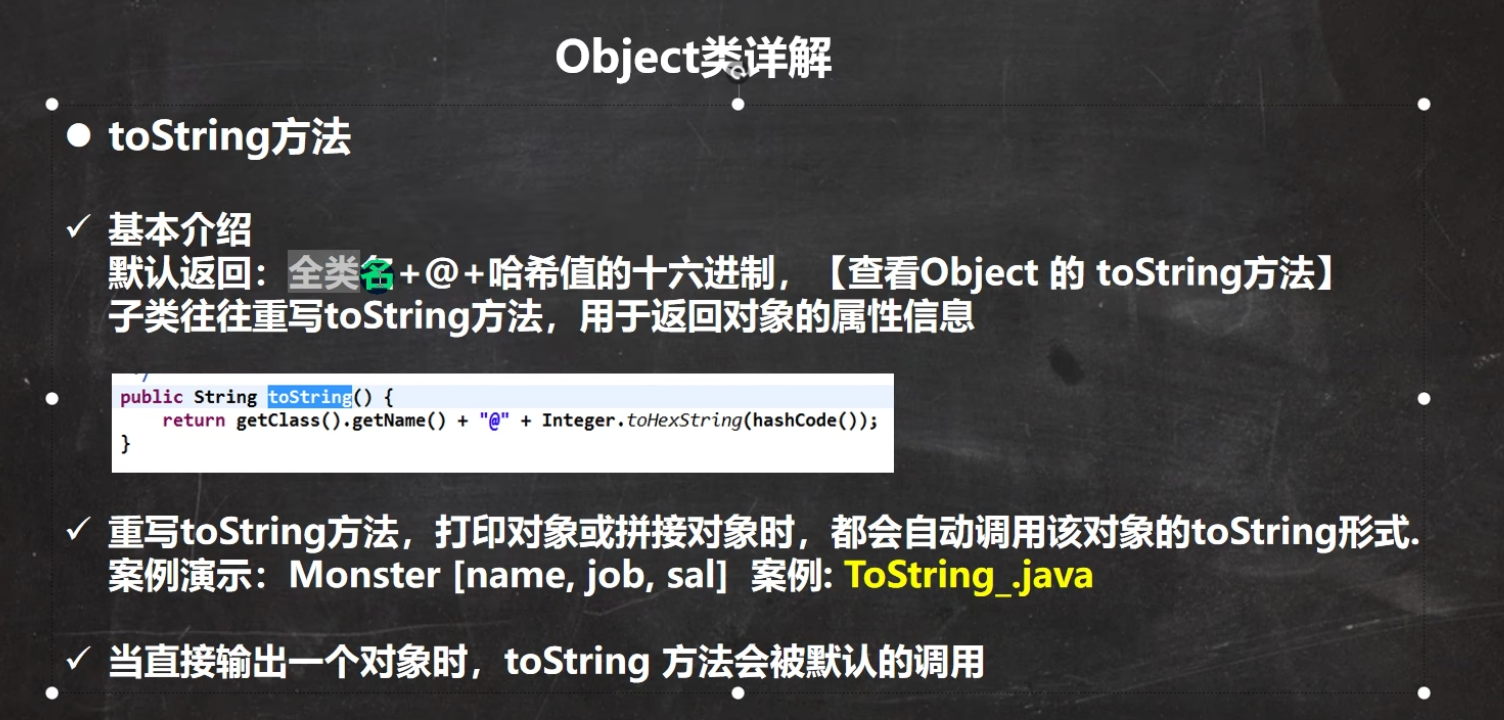 Object类详解
toString方法
基本介绍
默认返回：全类名+@+哈希值的十六进制，【查看Object 的 toString方法】
子类往往重写toString方法，用于返回对象的属性信息
public String toString() {
return getClass().getName() + "@" + Integer.toHexString(hashCode());
}
重写toString方法，打印对象或拼接对象时，都会自动调用该对象的toString形式.
案例演示：Monster [name, job, sal] 案例: ToString_.java
当直接输出一个对象时，toString 方法会被默认的调用